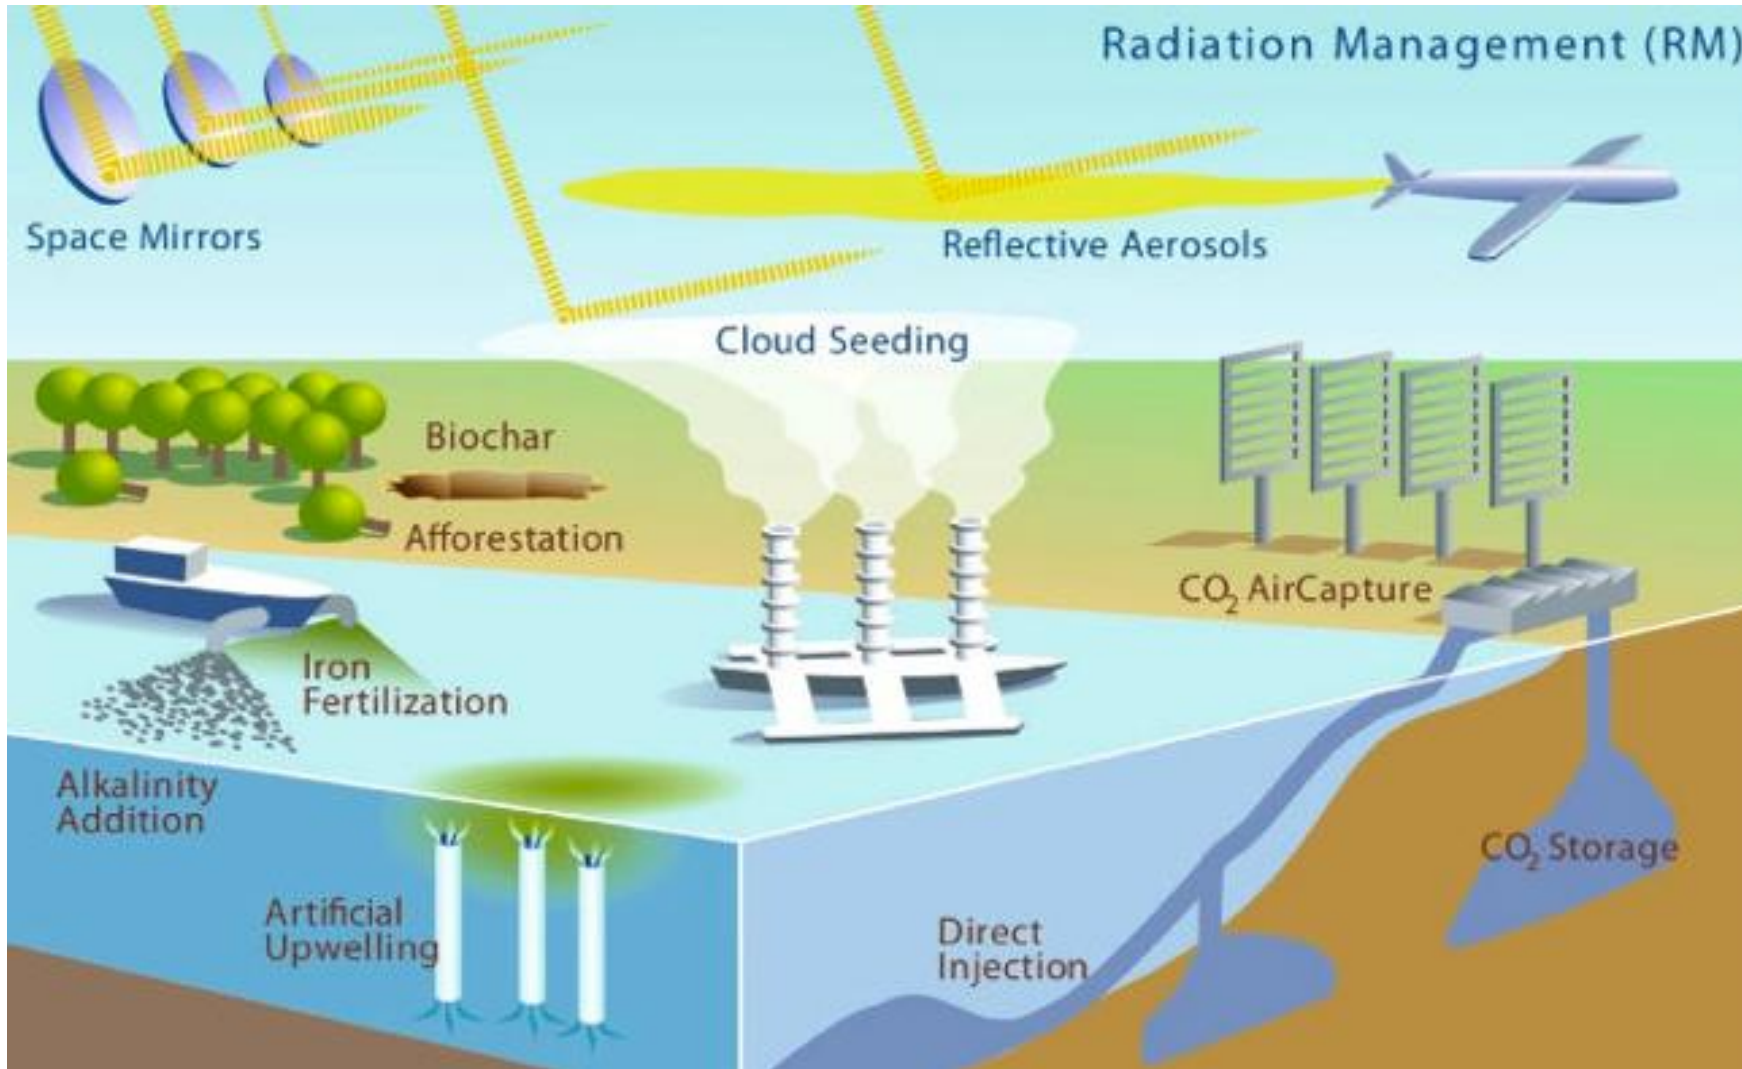 Radiation Management (RM)
Space Mirrors
Reflective Aerosols
Cloud Seeding
Biochar
Afforestation
CO₂ AirCapture
Iron
Fertilization
Alkalinity
Addition
CO₂ Storage
Artificial
Upwelling
Direct
Injection